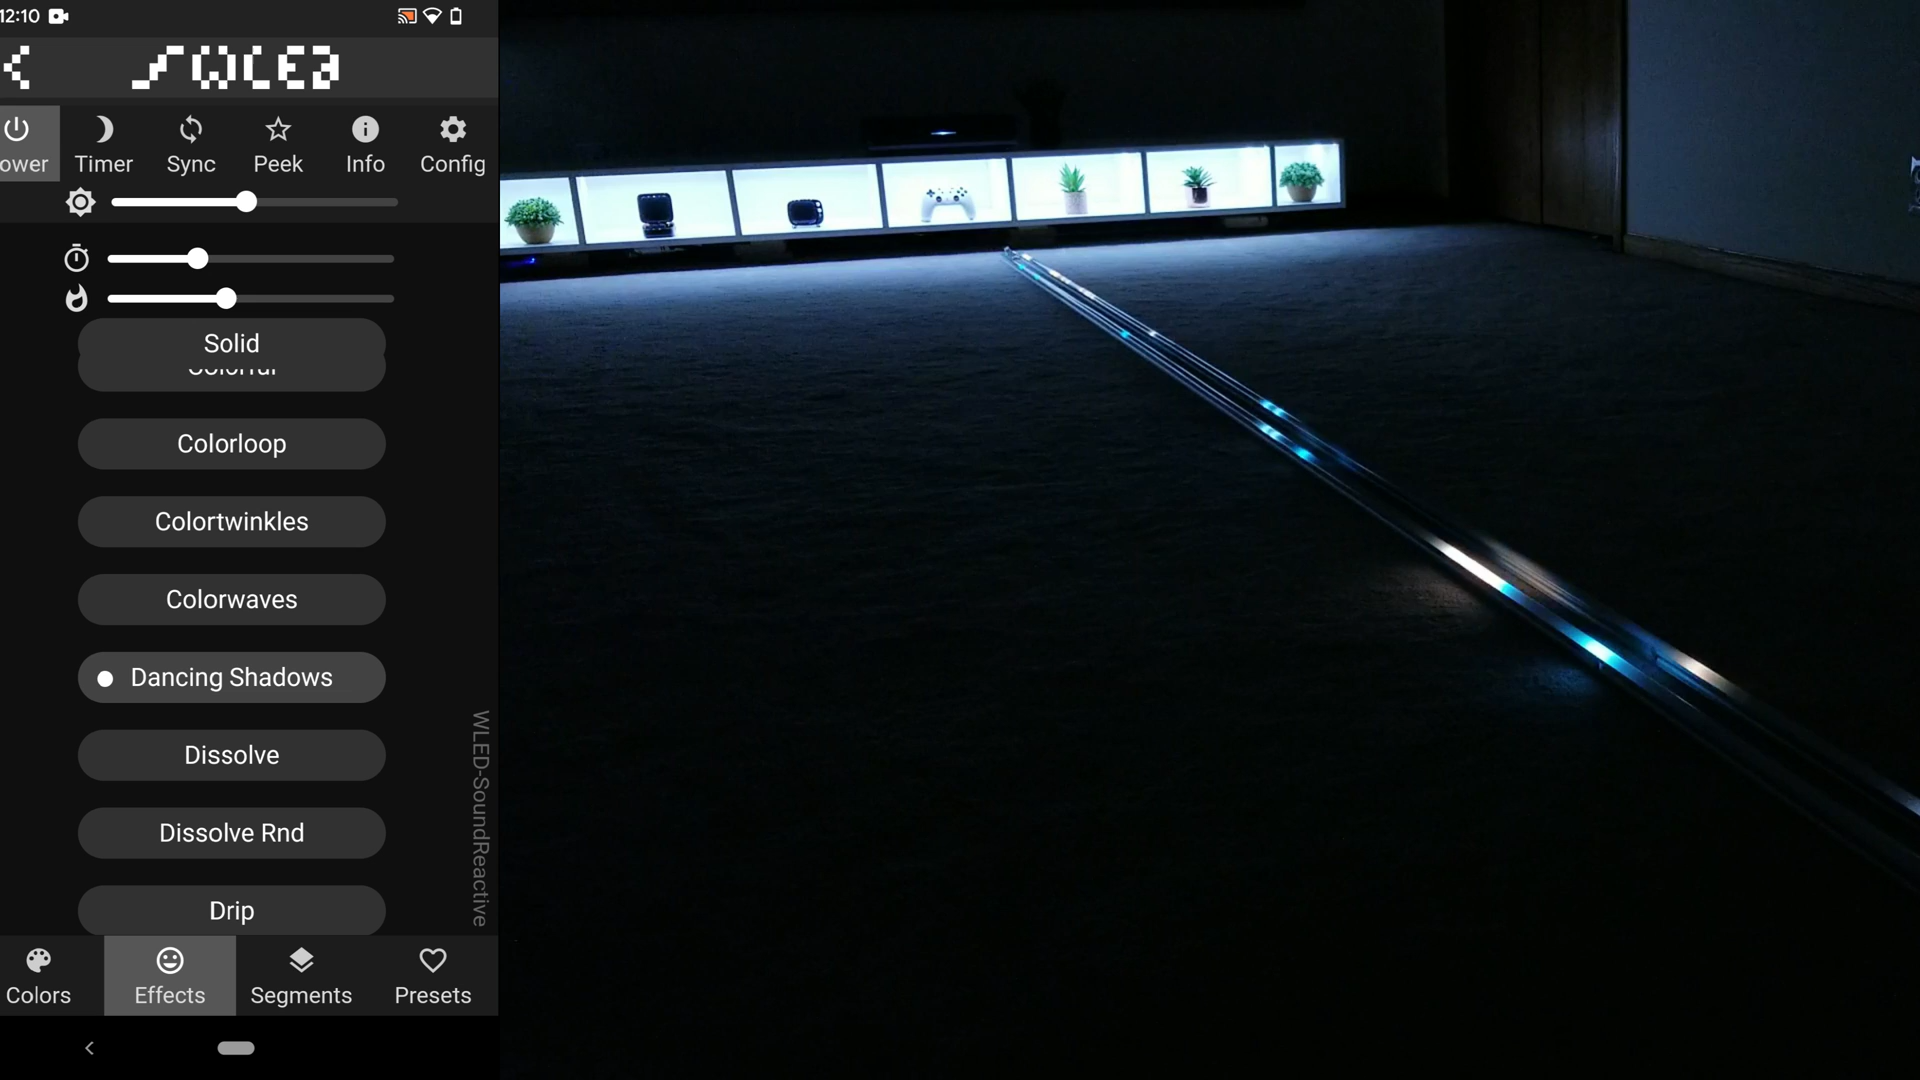 12:10
ower
Timer
Sync
Peek
Info
Config
Solid
Colorful
Colorloop
Colortwinkles
Colorwaves
Dancing Shadows
Dissolve
Dissolve Rnd
Drip
WLED-SoundReactive
Colors
Effects
Segments
Presets